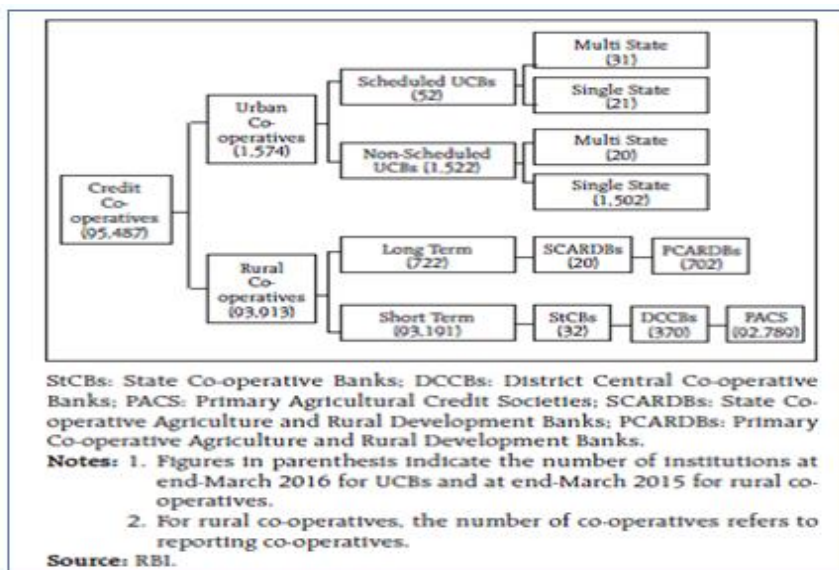 Multi State
(31)
Scheduled UCBs
(52)
Single State
(21)
Urban
Co-
operatives
(1,574)
Multi State
(20)
Non-Scheduled
UCBs (1,522)
Single State
(1,502)
Credit
Co-
operatives
(95,487)
Long Term
(722)
SCARDBs
(20)
PCARDBs
(702)
Rural
Co-
operatives
(93,913)
Short Term
(93,191)
StCBs
(32)
DCCBs
(370)
PACS
(92,789)
StCBs: State Co-operative Banks; DCCBs: District Central Co-operative
Banks; PACS: Primary Agricultural Credit Societies; SCARDBs: State Co-
operative Agriculture and Rural Development Banks; PCARDBs: Primary
Co-operative Agriculture and Rural Development Banks.
Notes: 1. Figures in parenthesis indicate the number of institutions at
end-March 2016 for UCBs and at end-March 2015 for rural co-
operatives.
2. For rural co-operatives, the number of co-operatives refers to
reporting co-operatives.
Source: RBI.